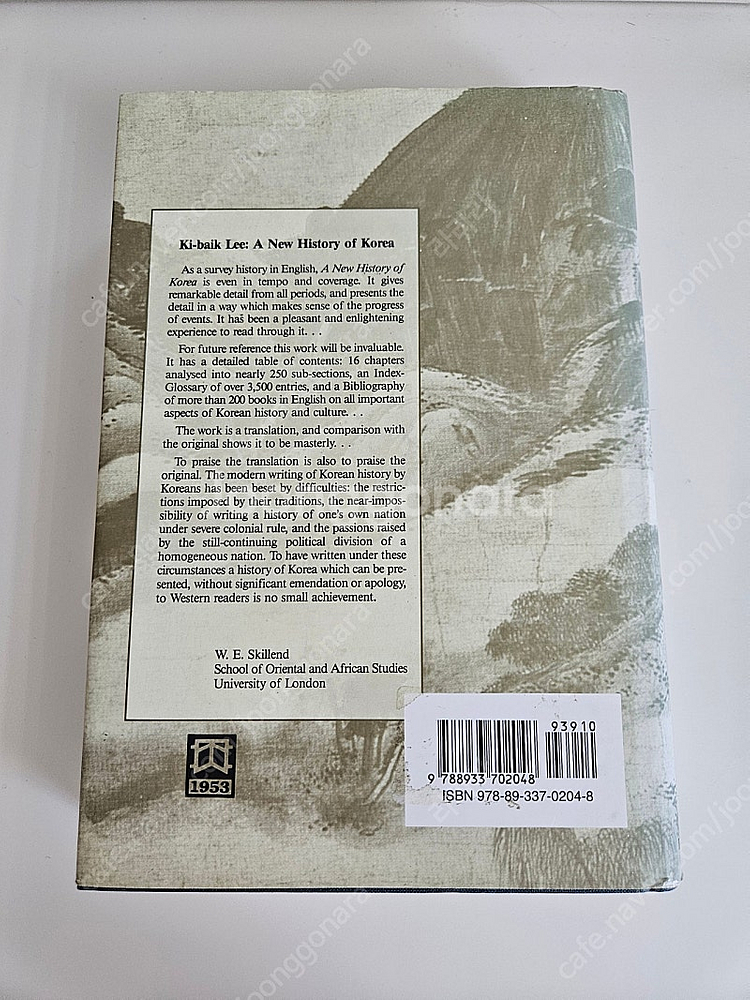 Ki-baik Lee: A New History of Korea
As a survey history in English, A New History of
Korea is even in tempo and coverage. It gives
remarkable detail from all periods, and presents the
detail in a way which makes sense of the progress
of events. It has been a pleasant and enlightening
experience to read through it. . .
For future reference this work will be invaluable.
It has a detailed table of contents: 16 chapters
analysed into nearly 250 sub-sections, an Index-
Glossary of over 3,500 entries, and a Bibliography
of more than 200 books in English on all important
aspects of Korean history and culture. . .
The work is a translation, and comparison with
the original shows it to be masterly. . .
To praise the translation is also to praise the
original. The modern writing of Korean history by
Koreans has been beset by difficulties: the restric-
tions imposed by their traditions, the near-impos-
sibility of writing a history of one's own nation
under severe colonial rule, and the passions raised
by the still-continuing political division of a
homogeneous nation. To have written under these
circumstances a history of Korea which can be pre-
sented, without significant emendation or apology,
to Western readers is no small achievement.
W. E. Skillend
School of Oriental and African Studies
University of London
1953
93910
9 788933 702048
ISBN 978-89-337-0204-8
cafe.naver.com/joonggonara